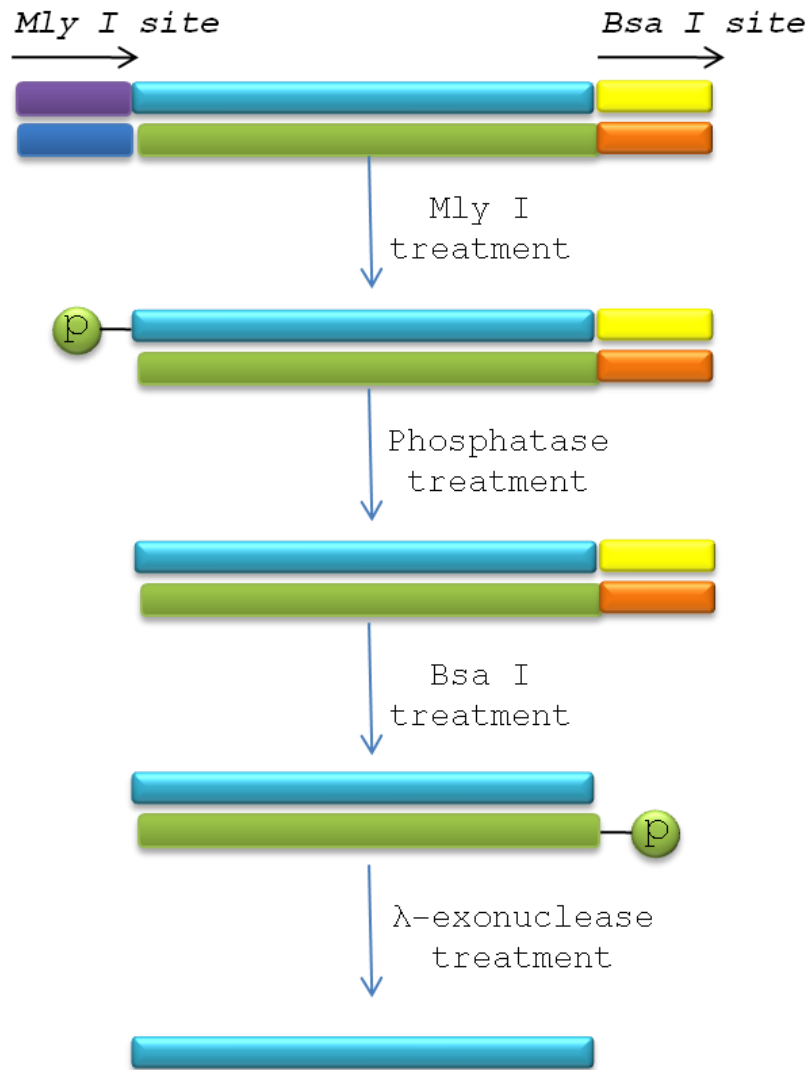 Mly I site
Bsa I site
Mly I
treatment
p
Phosphatase
treatment
Bsa I
treatment
p
λ-exonuclease
treatment